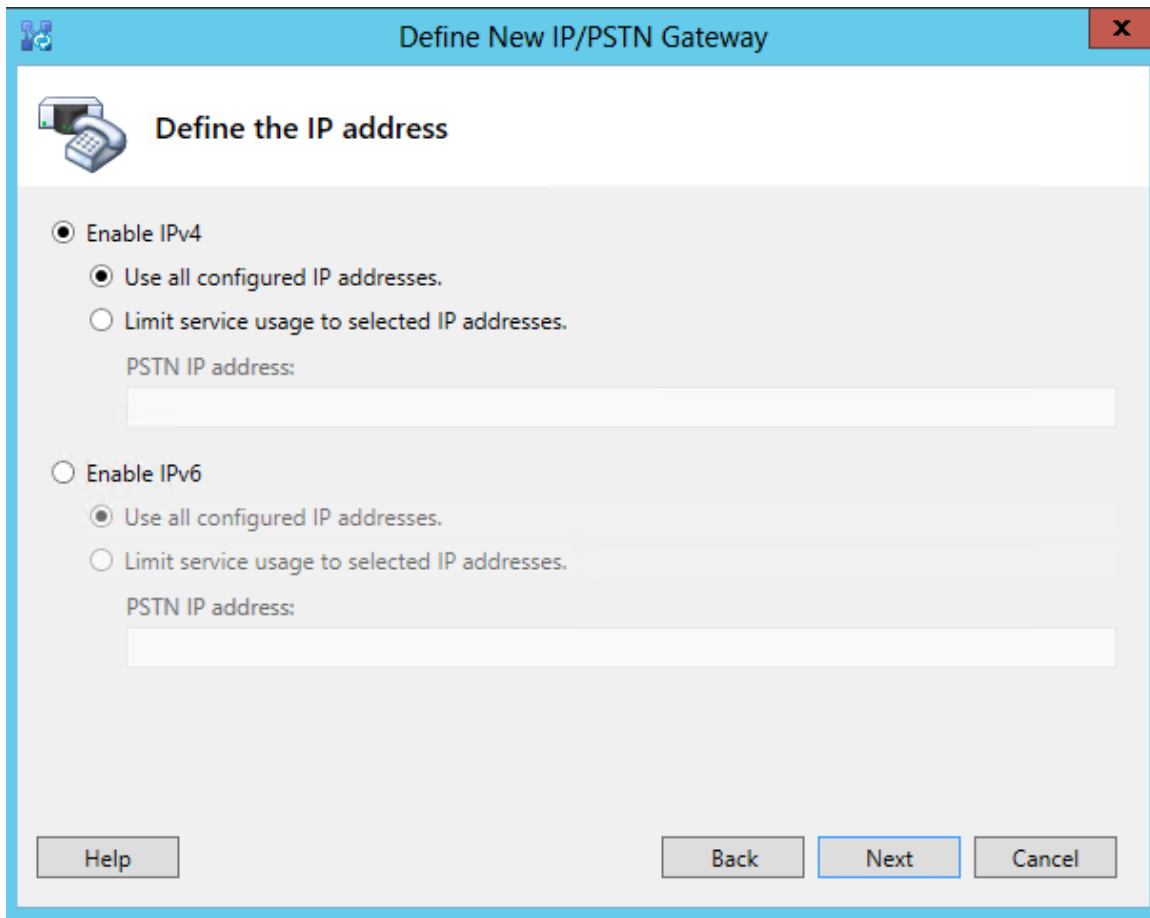 Define New IP/PSTN Gateway
x
Define the IP address
Enable IPv4
Use all configured IP addresses.
Limit service usage to selected IP addresses.
PSTN IP address:
Enable IPv6
Use all configured IP addresses.
Limit service usage to selected IP addresses.
PSTN IP address:
Help Back Next Cancel